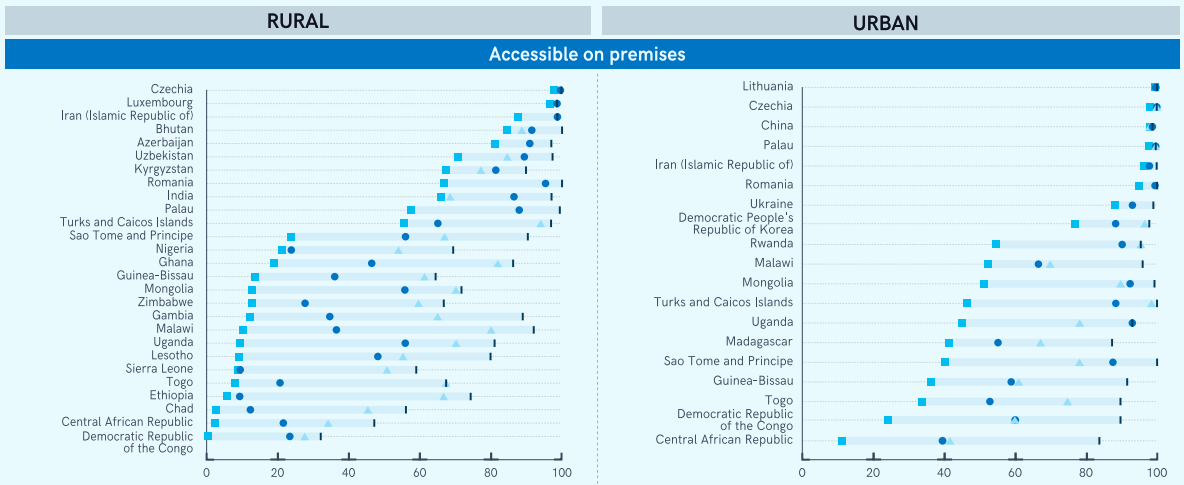 RURAL
URBAN
Accessible on premises
Czechia
Luxembourg
Iran (Islamic Republic of)
Bhutan
Azerbaijan
Uzbekistan
Kyrgyzstan
Romania
India
Palau
Turks and Caicos Islands
Sao Tome and Principe
Nigeria
Ghana
Guinea-Bissau
Mongolia
Zimbabwe
Gambia
Malawi
Uganda
Lesotho
Sierra Leone
Togo
Ethiopia
Chad
Central African Republic
Democratic Republic
of the Congo
0 20 40 60 80 100
Lithuania
Czechia
China
Palau
Iran (Islamic Republic of)
Romania
Ukraine
Democratic People's
Republic of Korea
Rwanda
Malawi
Mongolia
Turks and Caicos Islands
Uganda
Madagascar
Sao Tome and Principe
Guinea-Bissau
Togo
Democratic Republic
of the Congo
Central African Republic
0 20 40 60 80 100